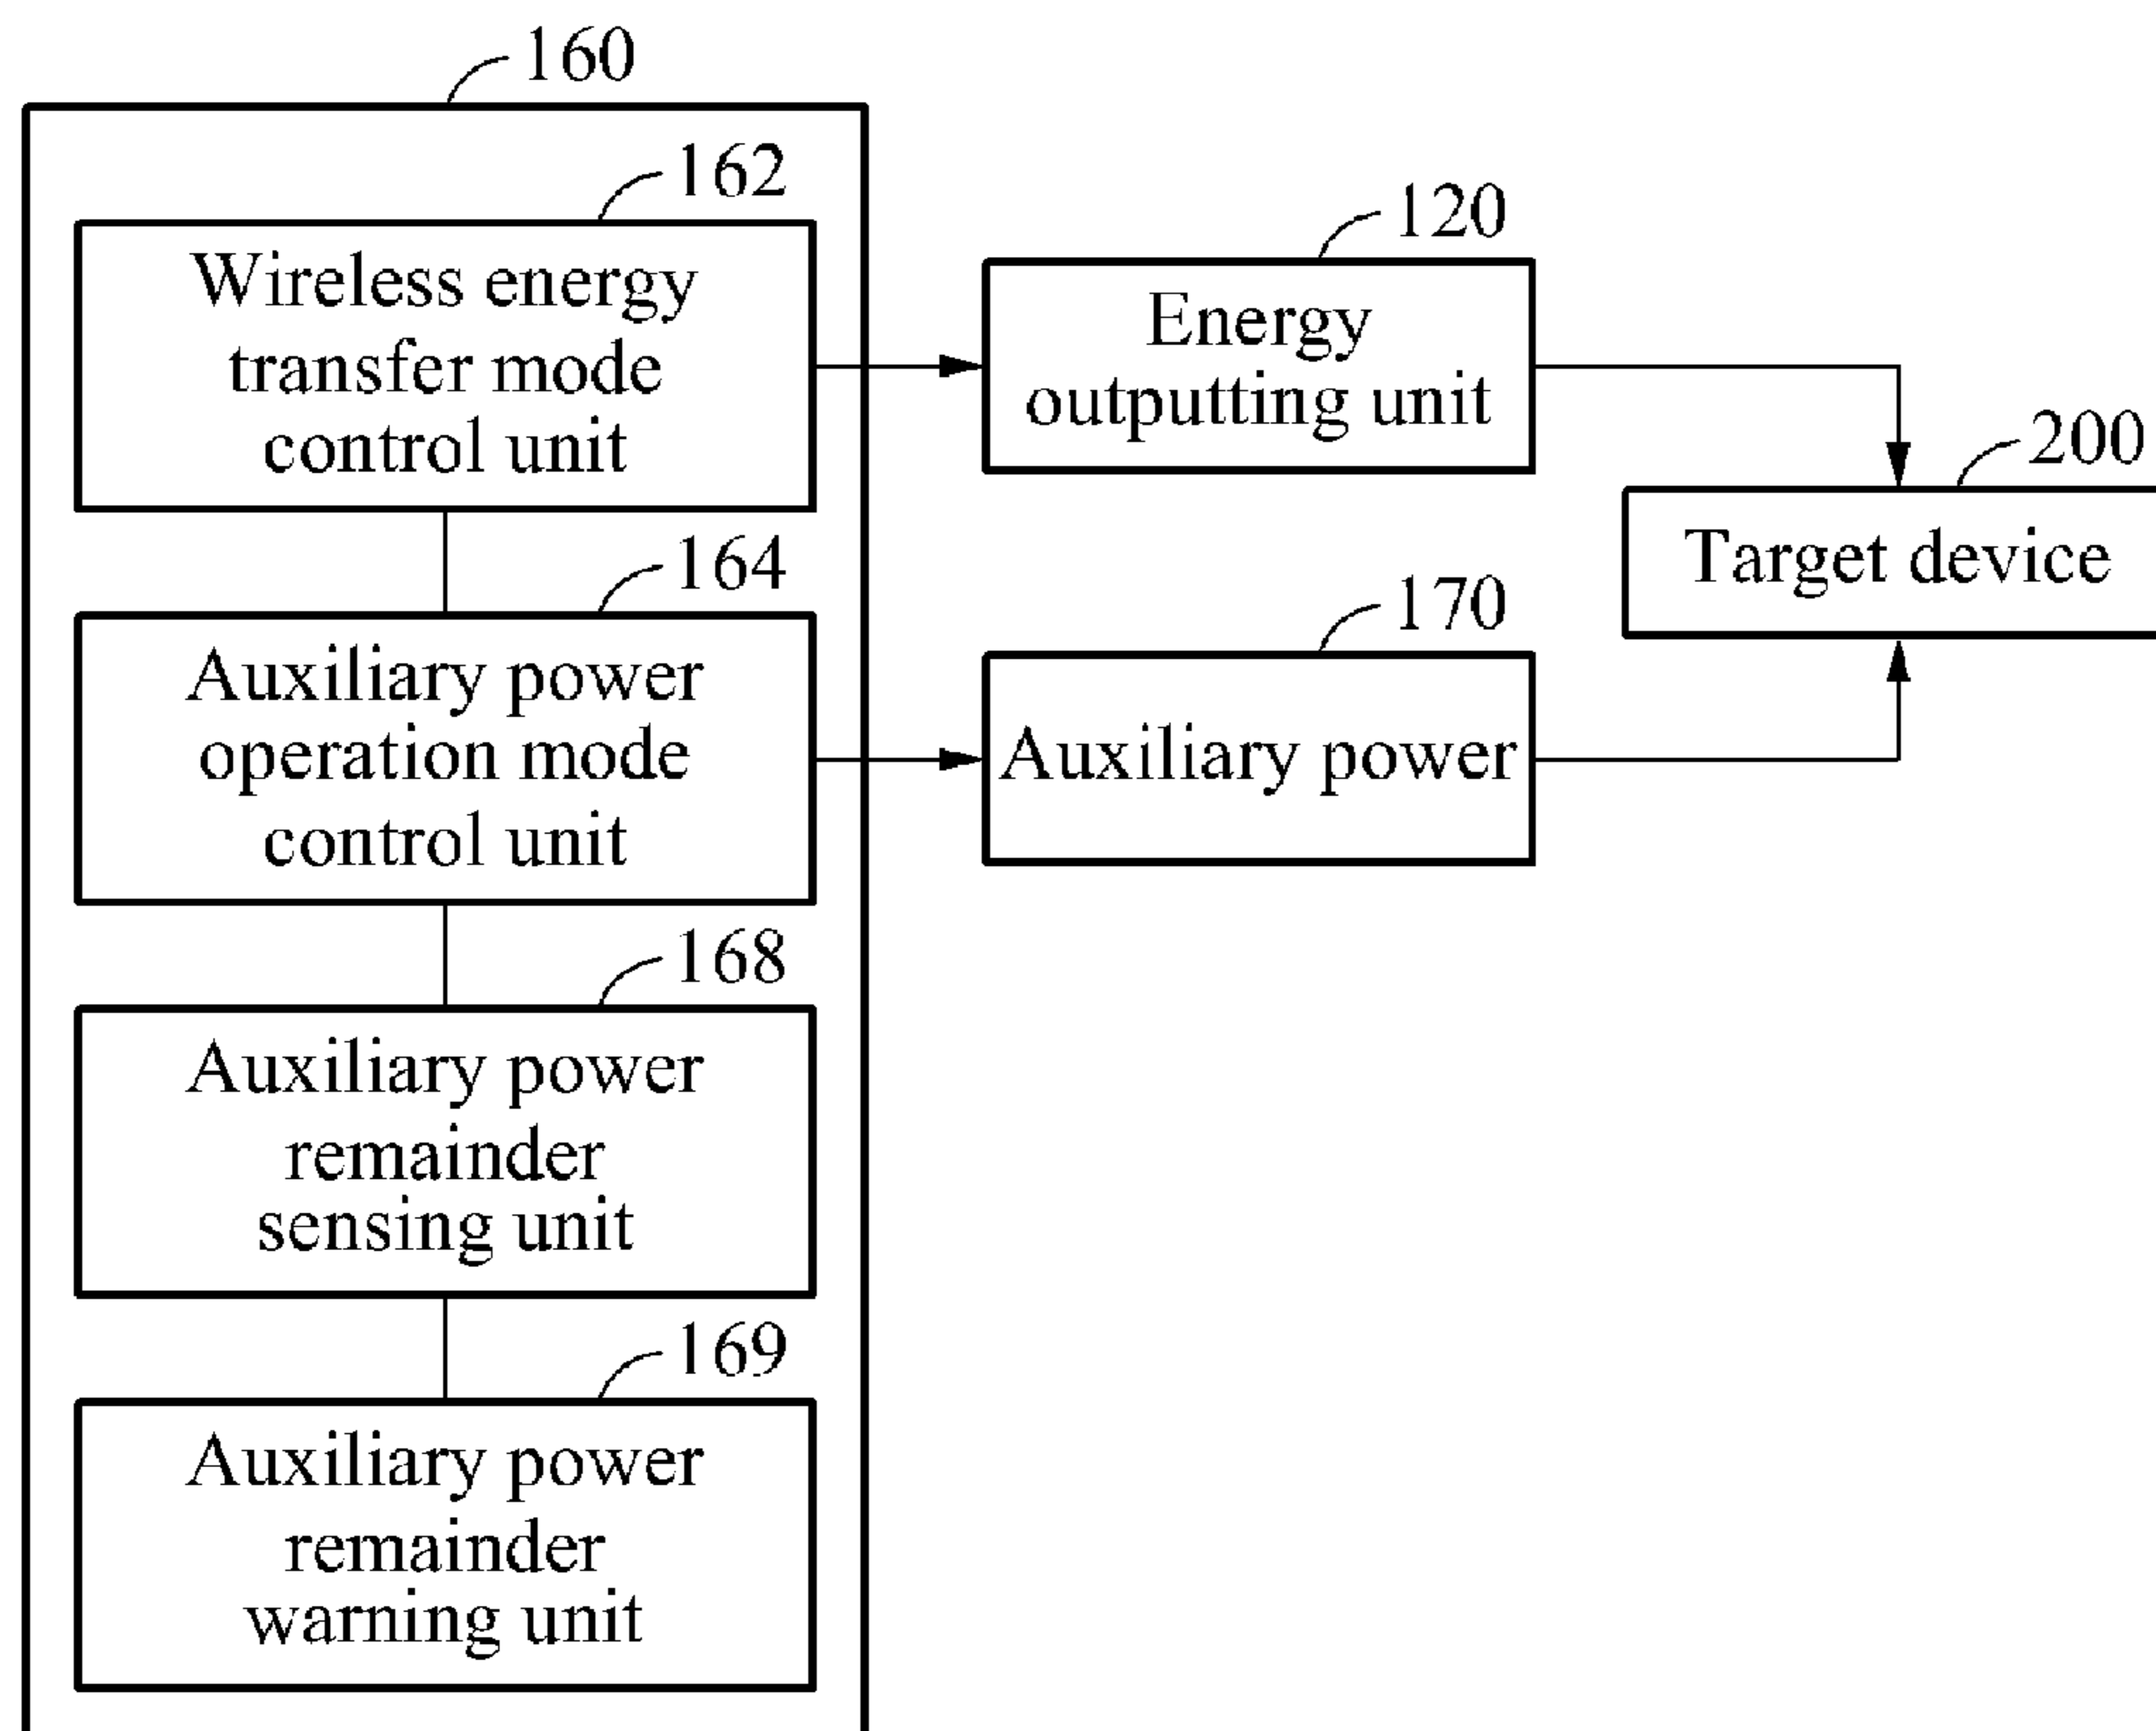 160
162
Wireless energy
transfer mode
control unit
120
Energy
outputting unit
200
Target device
164
Auxiliary power
operation mode
control unit
170
Auxiliary power
168
Auxiliary power
remainder
sensing unit
169
Auxiliary power
remainder
warning unit